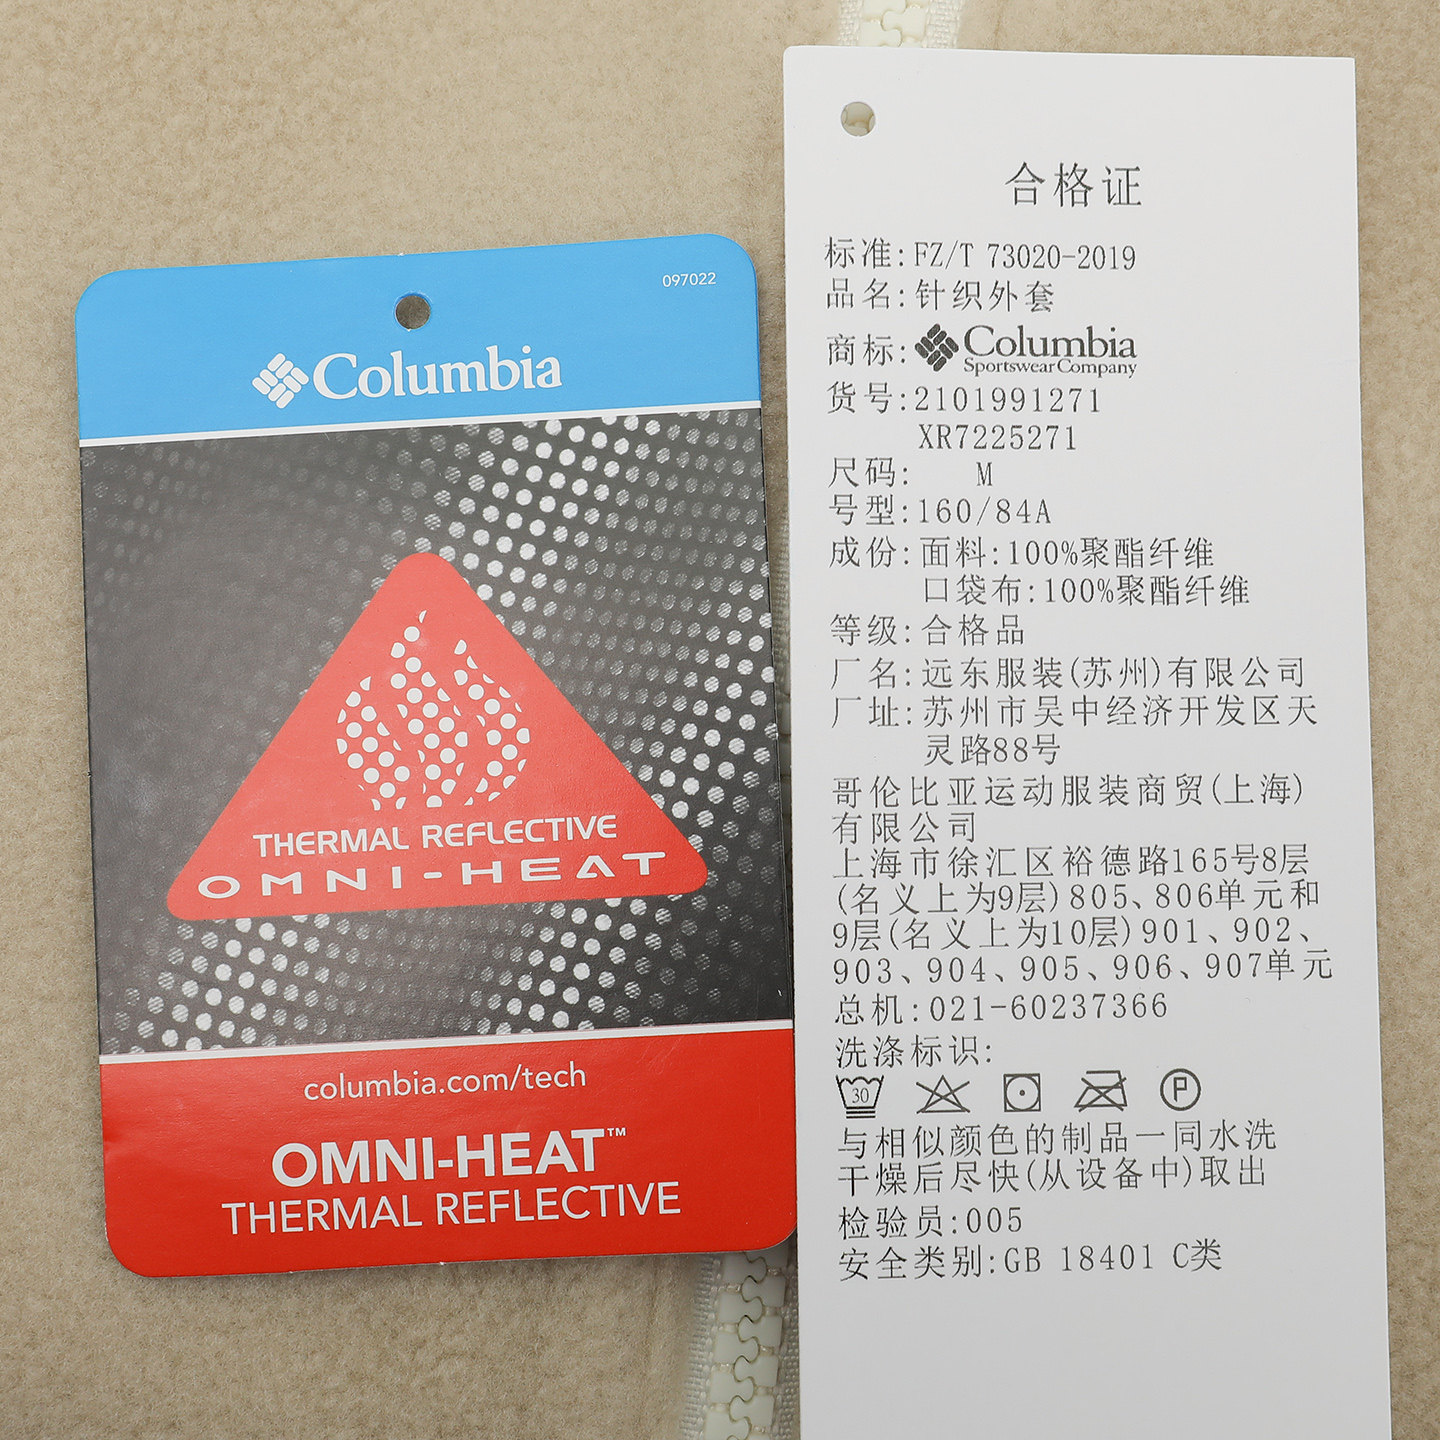 097022
Columbia
THERMAL REFLECTIVE
OMNI-HEAT
columbia.com/tech
OMNI-HEAT™
THERMAL REFLECTIVE
合格证
标准:FZ/T 73020-2019
品名:针织外套
商标:Columbia
Sportswear Company
货号:2101991271
XR7225271
尺码: M
号型:160/84A
成份:面料:100%聚酯纤维
口袋布:100%聚酯纤维
等级:合格品
厂名:远东服装(苏州)有限公司
厂址:苏州市吴中经济开发区天
灵路88号
哥伦比亚运动服装商贸(上海)
有限公司
上海市徐汇区裕德路165号8层
(名义上为9层)805、806单元和
9层(名义上为10层)901、902、
903、904、905、906、907单元
总机:021-60237366
洗涤标识:
30 P
与相似颜色的制品一同水洗
干燥后尽快(从设备中)取出
检验员:005
安全类别:GB 18401 C类